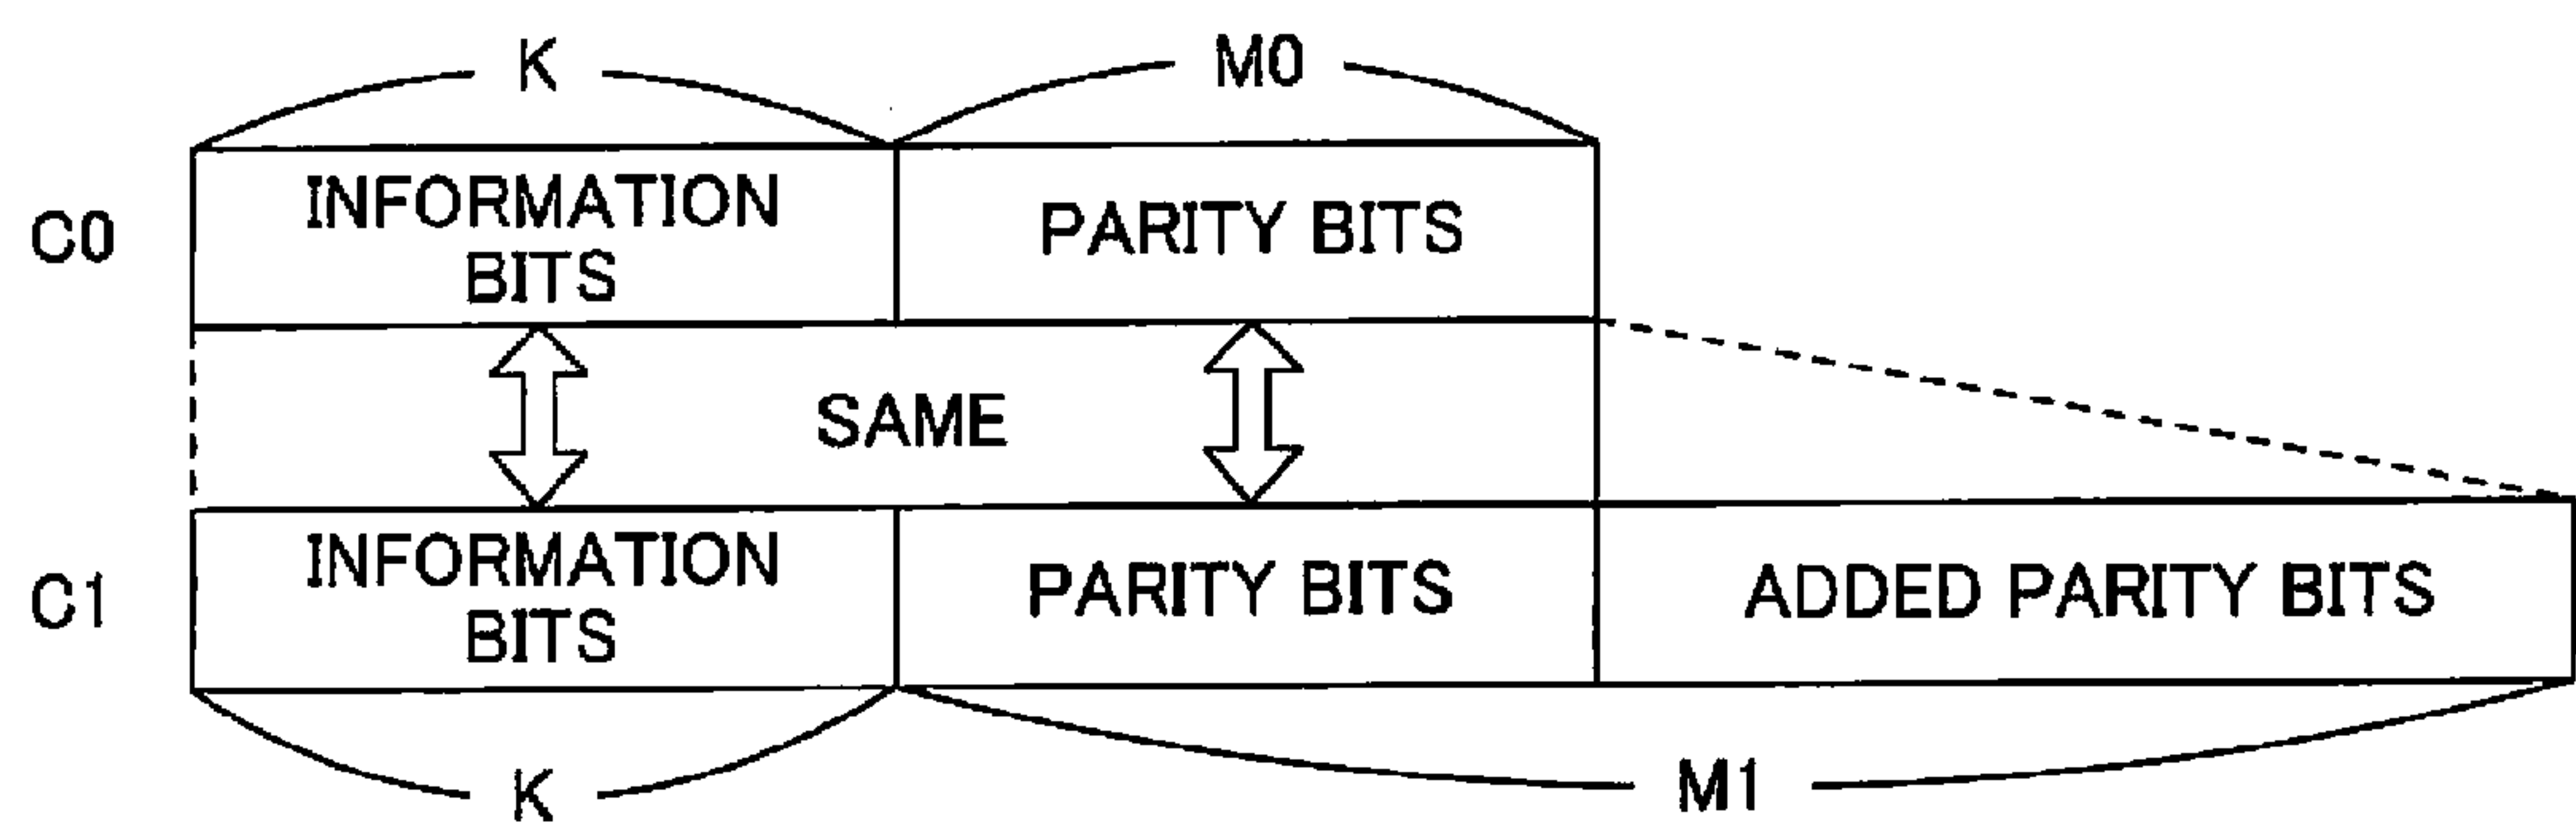 K
M0
C0
INFORMATION
BITS
PARITY BITS
SAME
C1
INFORMATION
BITS
PARITY BITS
ADDED PARITY BITS
K
M1